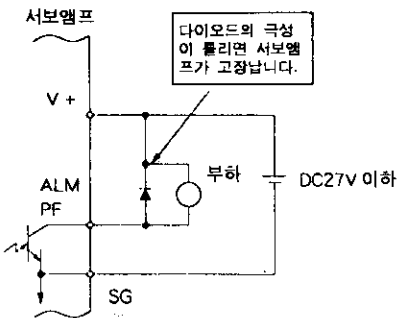 서보앰프
다이오드의 극성
이 틀리면 서보앰
프가 고장납니다.
V +
부하
DC27V 이하
ALM
PF
SG